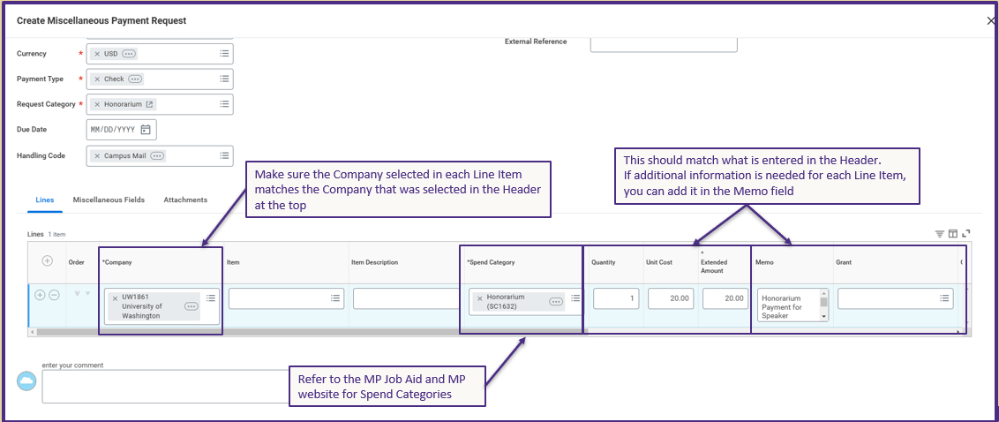 Create Miscellaneous Payment Request
External Reference
Currency * USD
Payment Type * Check
Request Category * Honorarium
Due Date MM/DD/YYYY
Handling Code Campus Mail
Make sure the Company selected in each Line Item
matches the Company that was selected in the Header
at the top
This should match what is entered in the Header.
If additional information is needed for each Line Item,
you can add it in the Memo field
Lines Miscellaneous Fields Attachments
Lines 1 item
Order *Company Item Item Description *Spend Category Quantity Unit Cost * Extended Amount Memo Grant
UW1861
University of
Washington
Honorarium
(SC1632)
1 20.00 20.00
Honorarium
Payment for
Speaker
enter your comment
Refer to the MP Job Aid and MP
website for Spend Categories